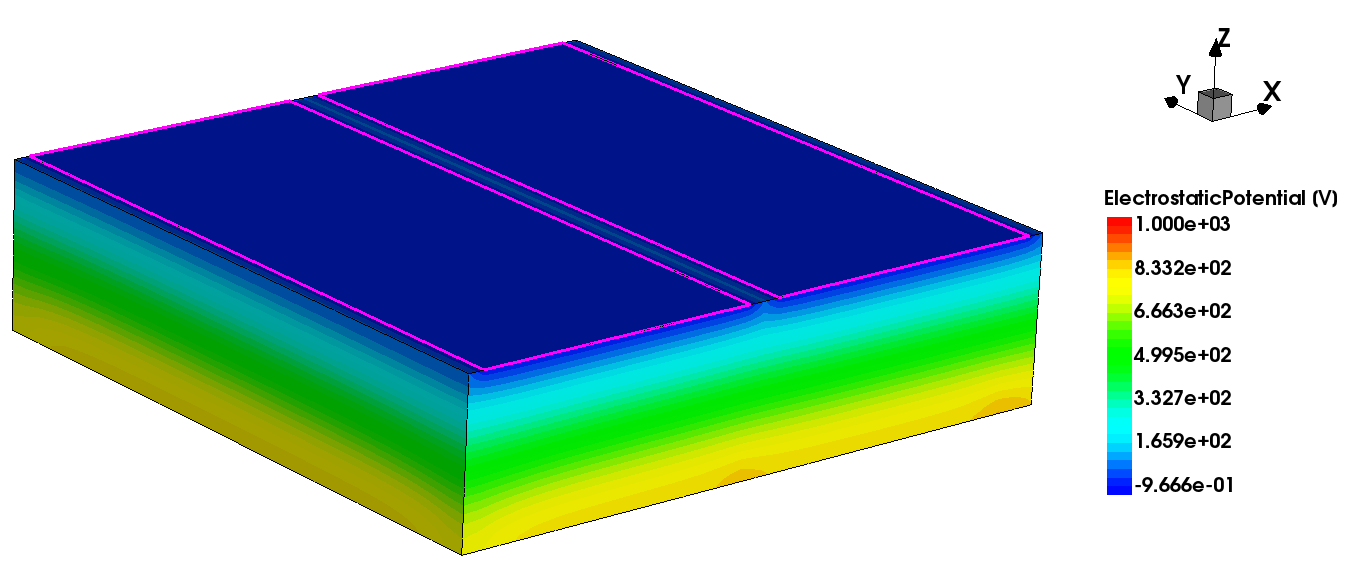 Z
Y
X
ElectrostaticPotential (V)
1.000e+03
8.332e+02
6.663e+02
4.995e+02
3.327e+02
1.659e+02
-9.666e-01